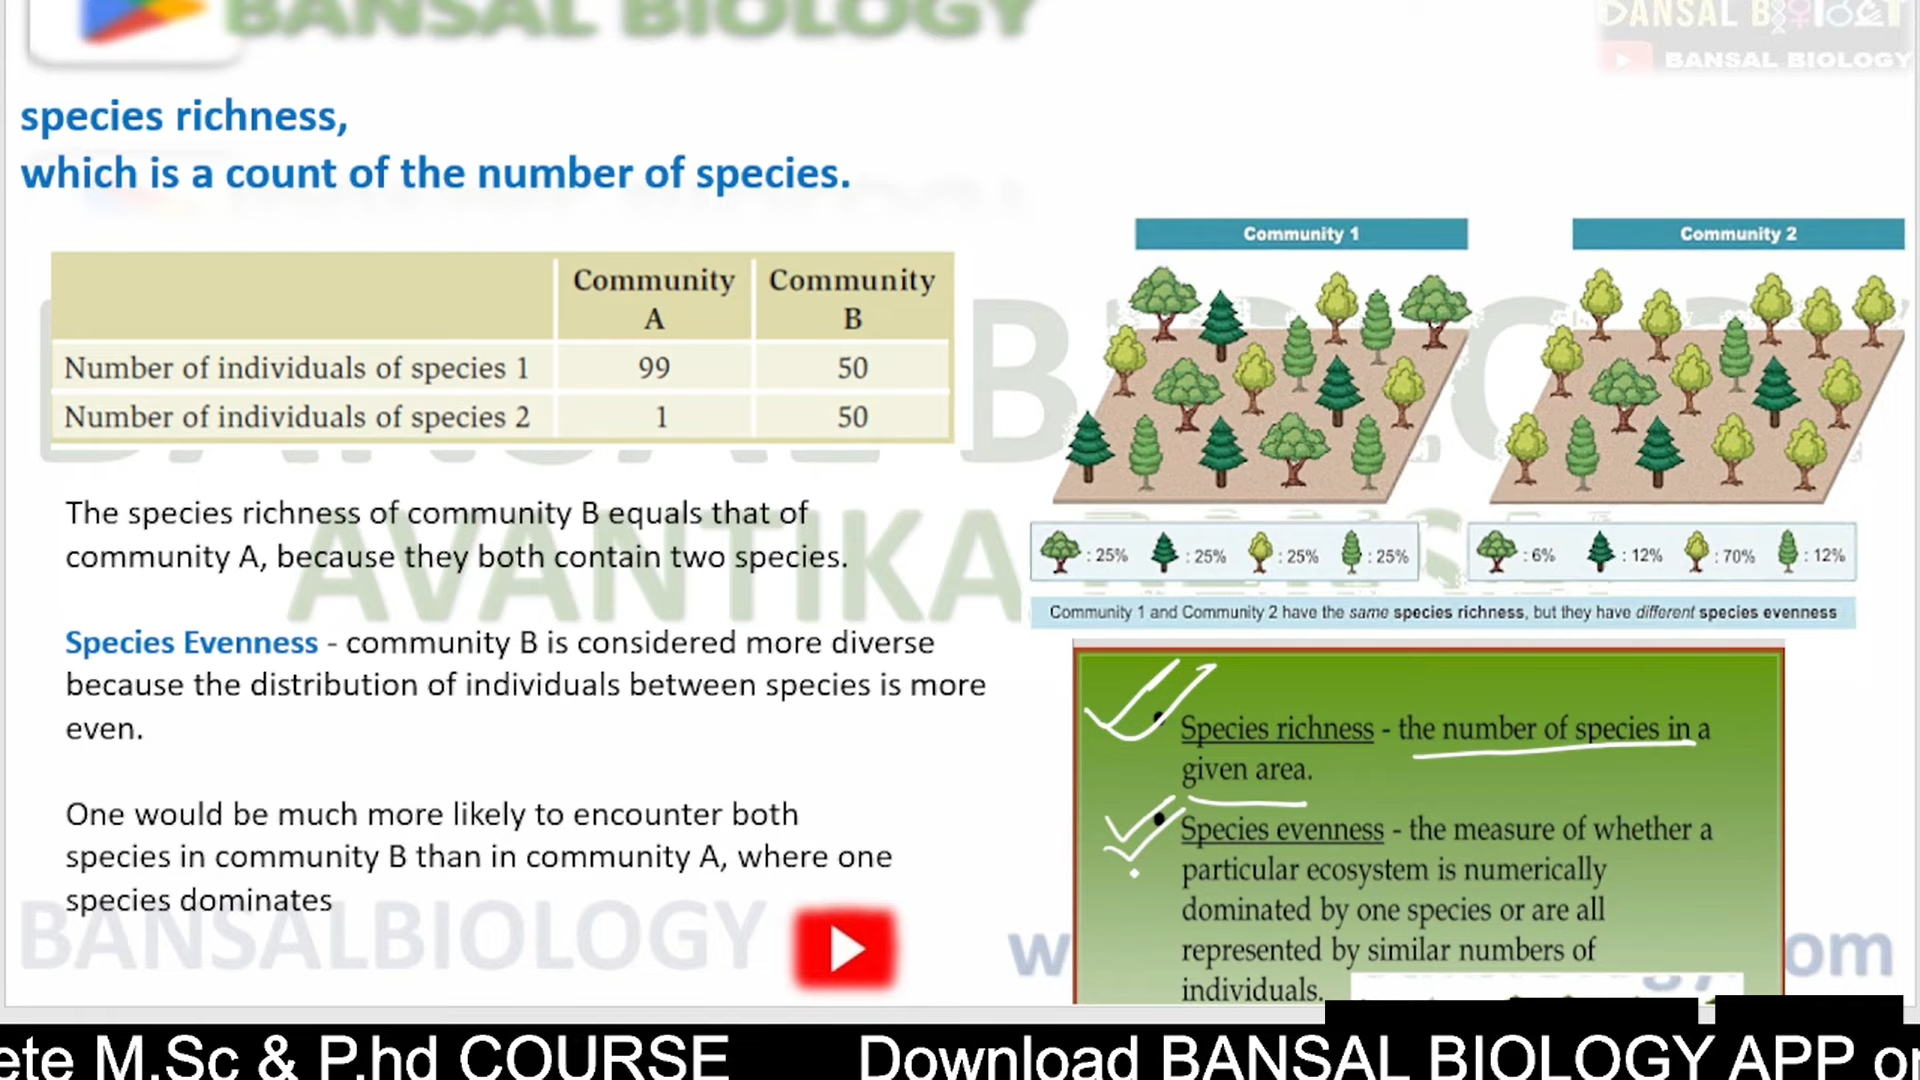 BANSAL BIOLOGY
BANSAL BIOLOGY
species richness,
which is a count of the number of species.
Community A	Community B
Number of individuals of species 1	99	50
Number of individuals of species 2	1	50
The species richness of community B equals that of
community A, because they both contain two species.
Species Evenness - community B is considered more diverse
because the distribution of individuals between species is more
even.
One would be much more likely to encounter both
species in community B than in community A, where one
species dominates
Community 1
Community 2
: 25% : 25% : 25% : 25%
: 6% : 12% : 70% : 12%
Community 1 and Community 2 have the same species richness, but they have different species evenness
• Species richness - the number of species in a
given area.
• Species evenness - the measure of whether a
particular ecosystem is numerically
dominated by one species or are all
represented by similar numbers of
individuals.
AVANTIKA
BANSALBIOLOGY
w
om
ete M.Sc & P.hd COURSE Download BANSAL BIOLOGY APP or